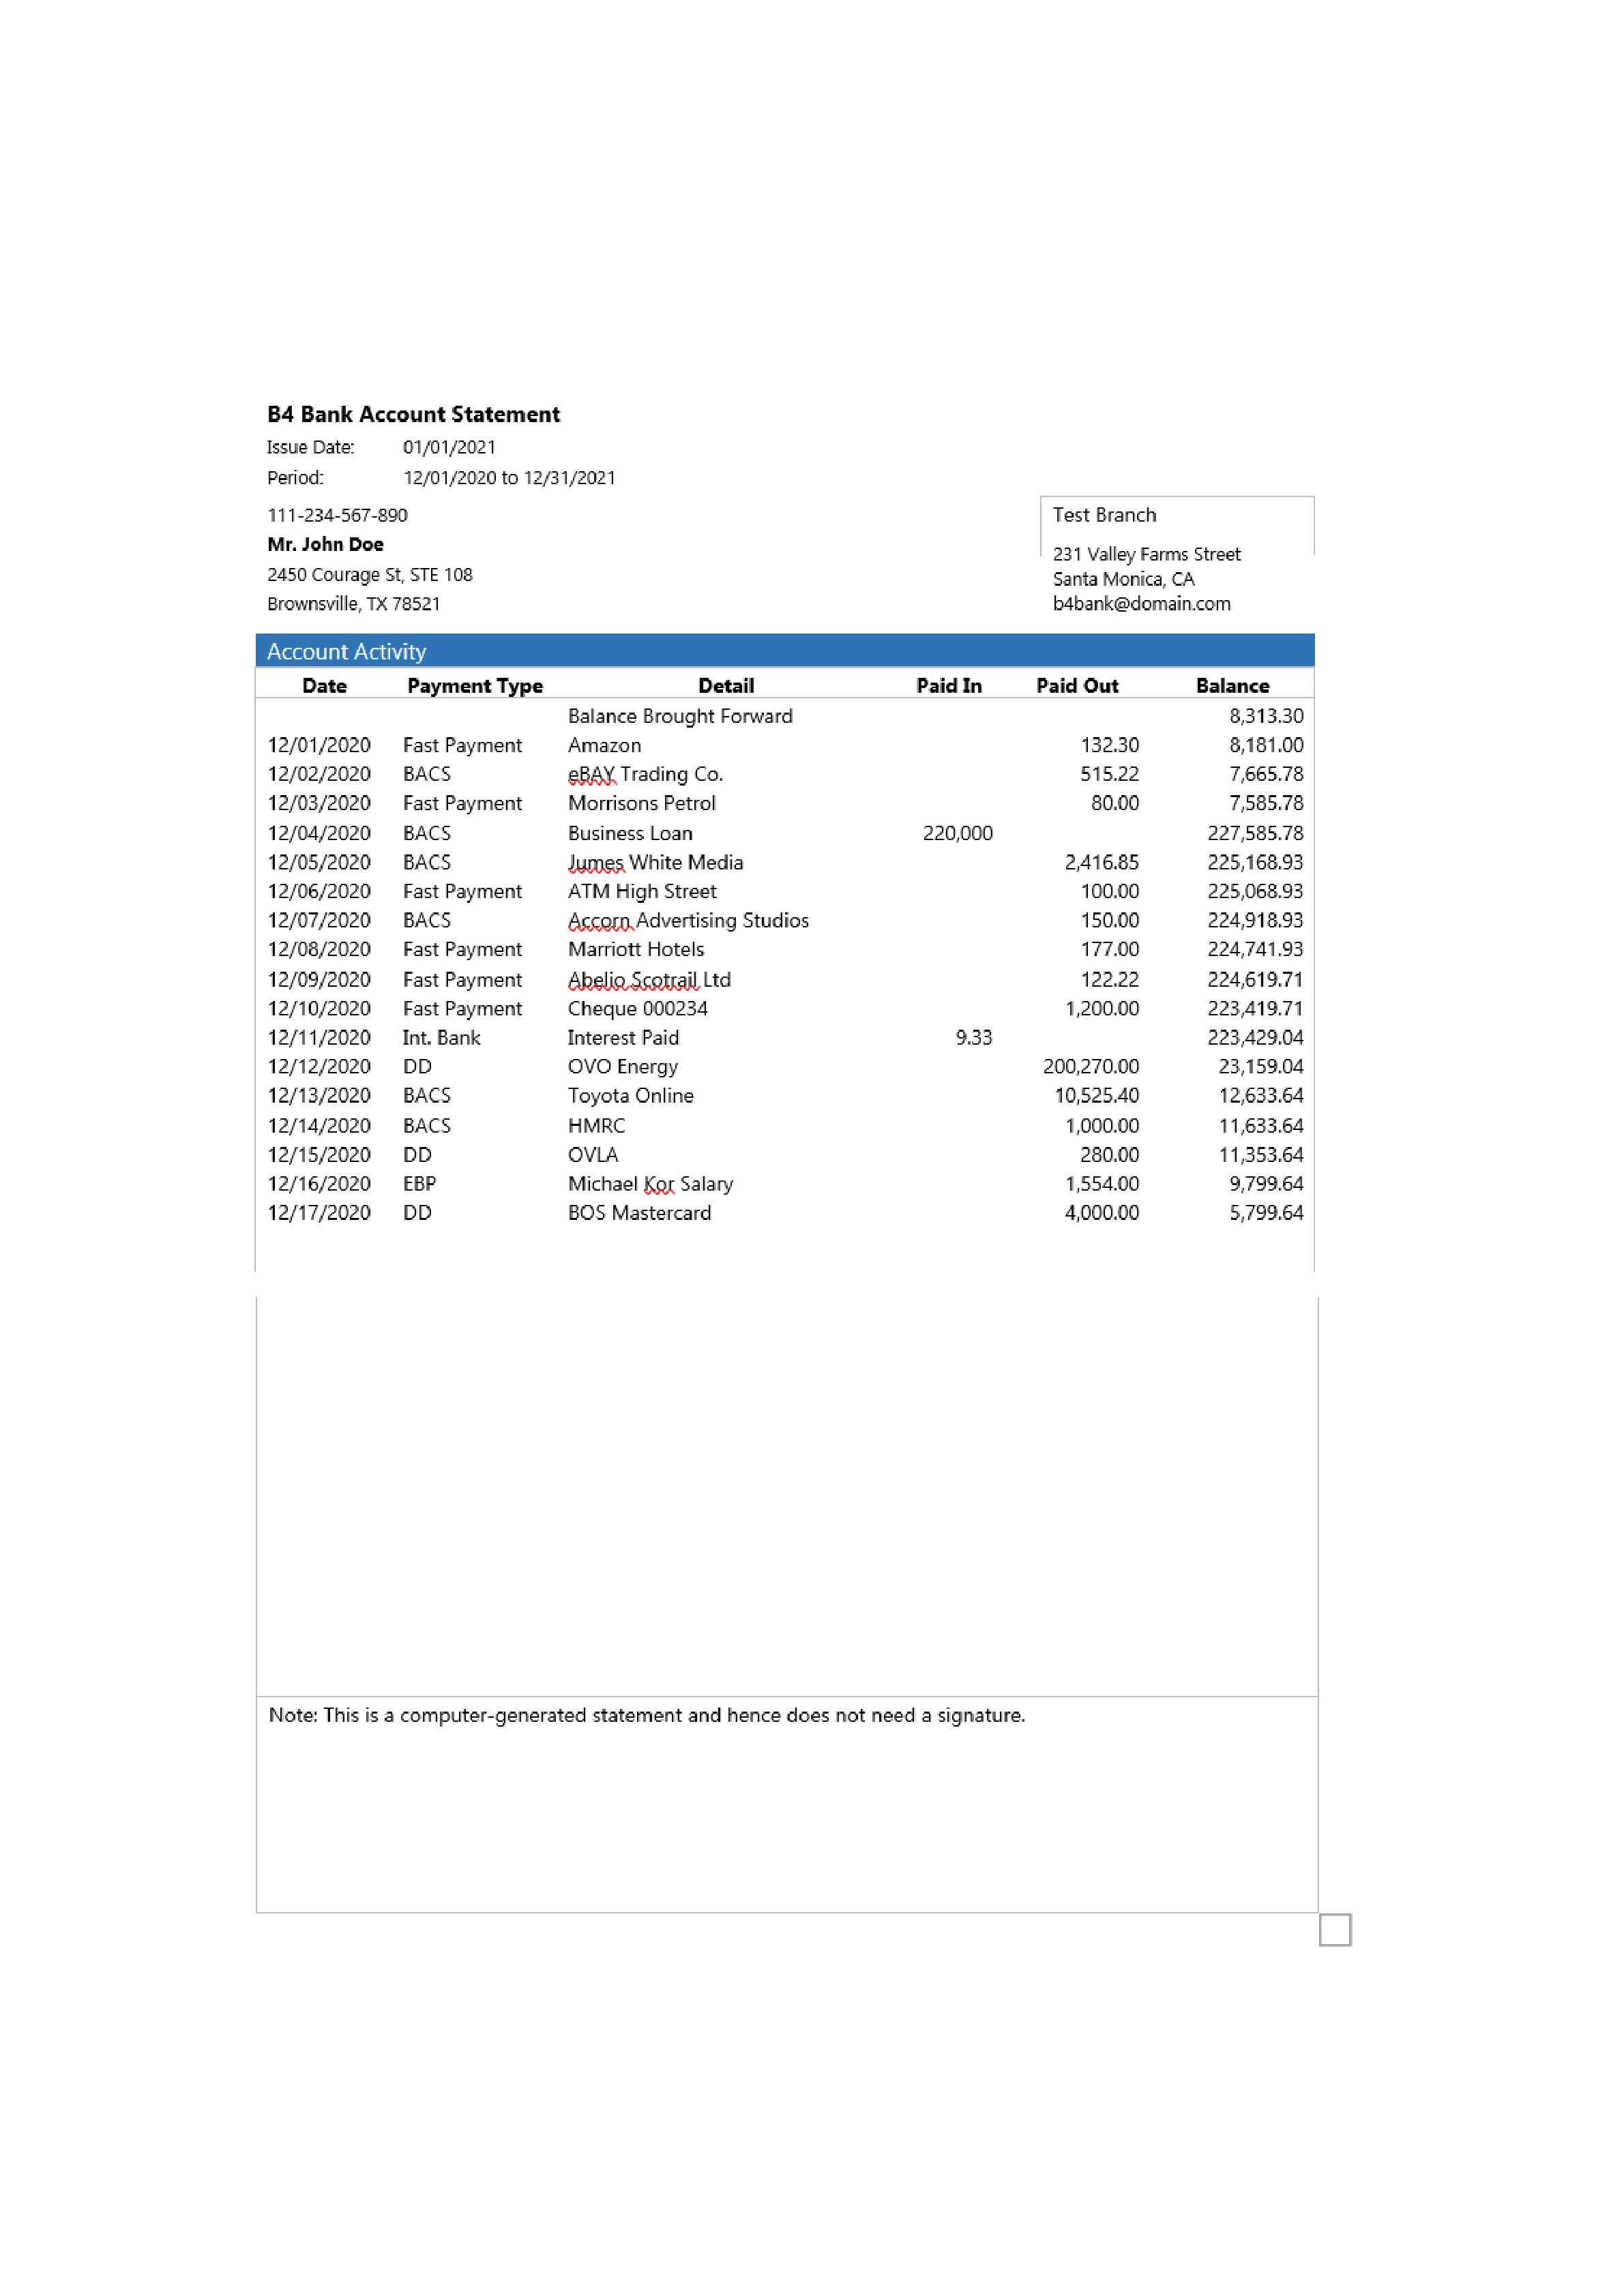 B4 Bank Account Statement
Issue Date: 01/01/2021
Period: 12/01/2020 to 12/31/2021
111-234-567-890
Mr. John Doe
2450 Courage St, STE 108
Brownsville, TX 78521
Test Branch
231 Valley Farms Street
Santa Monica, CA
b4bank@domain.com
Account Activity
Date Payment Type Detail Paid In Paid Out Balance
Balance Brought Forward 8,313.30
12/01/2020 Fast Payment Amazon 132.30 8,181.00
12/02/2020 BACS eBAY Trading Co. 515.22 7,665.78
12/03/2020 Fast Payment Morrisons Petrol 80.00 7,585.78
12/04/2020 BACS Business Loan 220,000 227,585.78
12/05/2020 BACS Jumes White Media 2,416.85 225,168.93
12/06/2020 Fast Payment ATM High Street 100.00 225,068.93
12/07/2020 BACS Accorn Advertising Studios 150.00 224,918.93
12/08/2020 Fast Payment Marriott Hotels 177.00 224,741.93
12/09/2020 Fast Payment Abelio Scotrail Ltd 122.22 224,619.71
12/10/2020 Fast Payment Cheque 000234 1,200.00 223,419.71
12/11/2020 Int. Bank Interest Paid 9.33 223,429.04
12/12/2020 DD OVO Energy 200,270.00 23,159.04
12/13/2020 BACS Toyota Online 10,525.40 12,633.64
12/14/2020 BACS HMRC 1,000.00 11,633.64
12/15/2020 DD OVLA 280.00 11,353.64
12/16/2020 EBP Michael Kor Salary 1,554.00 9,799.64
12/17/2020 DD BOS Mastercard 4,000.00 5,799.64
Note: This is a computer-generated statement and hence does not need a signature.